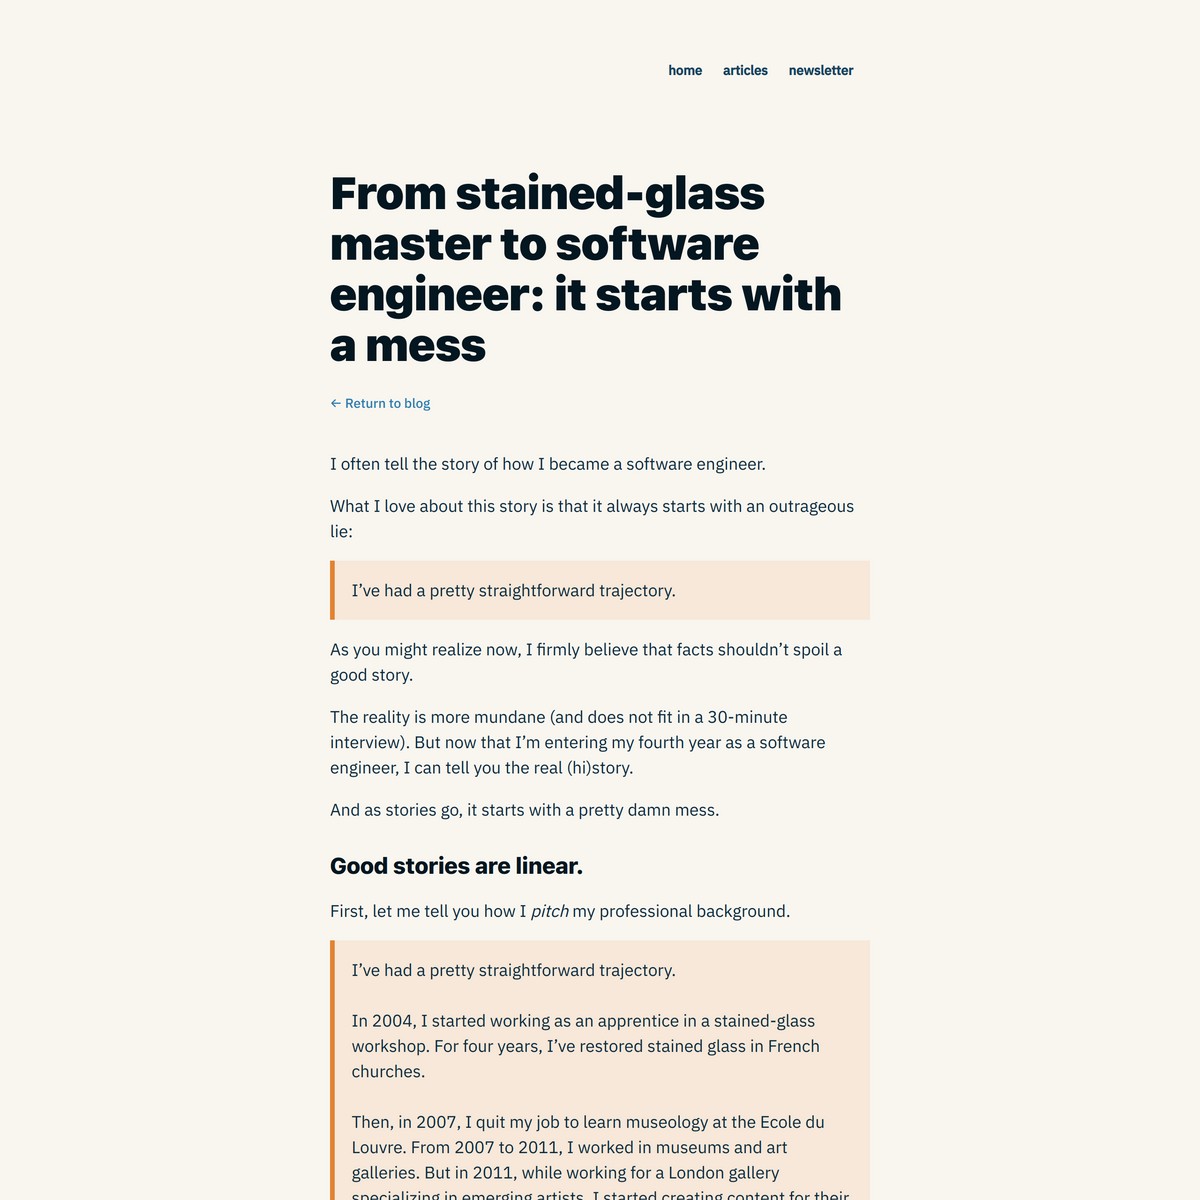 home articles newsletter
From stained-glass
master to software
engineer: it starts with
a mess
← Return to blog
I often tell the story of how I became a software engineer.
What I love about this story is that it always starts with an outrageous
lie:
I’ve had a pretty straightforward trajectory.
As you might realize now, I firmly believe that facts shouldn’t spoil a
good story.
The reality is more mundane (and does not fit in a 30-minute
interview). But now that I’m entering my fourth year as a software
engineer, I can tell you the real (hi)story.
And as stories go, it starts with a pretty damn mess.
Good stories are linear.
First, let me tell you how I pitch my professional background.
I’ve had a pretty straightforward trajectory.
In 2004, I started working as an apprentice in a stained-glass
workshop. For four years, I’ve restored stained glass in French
churches.
Then, in 2007, I quit my job to learn museology at the Ecole du
Louvre. From 2007 to 2011, I worked in museums and art
galleries. But in 2011, while working for a London gallery
specializing in emerging artists, I started creating content for their